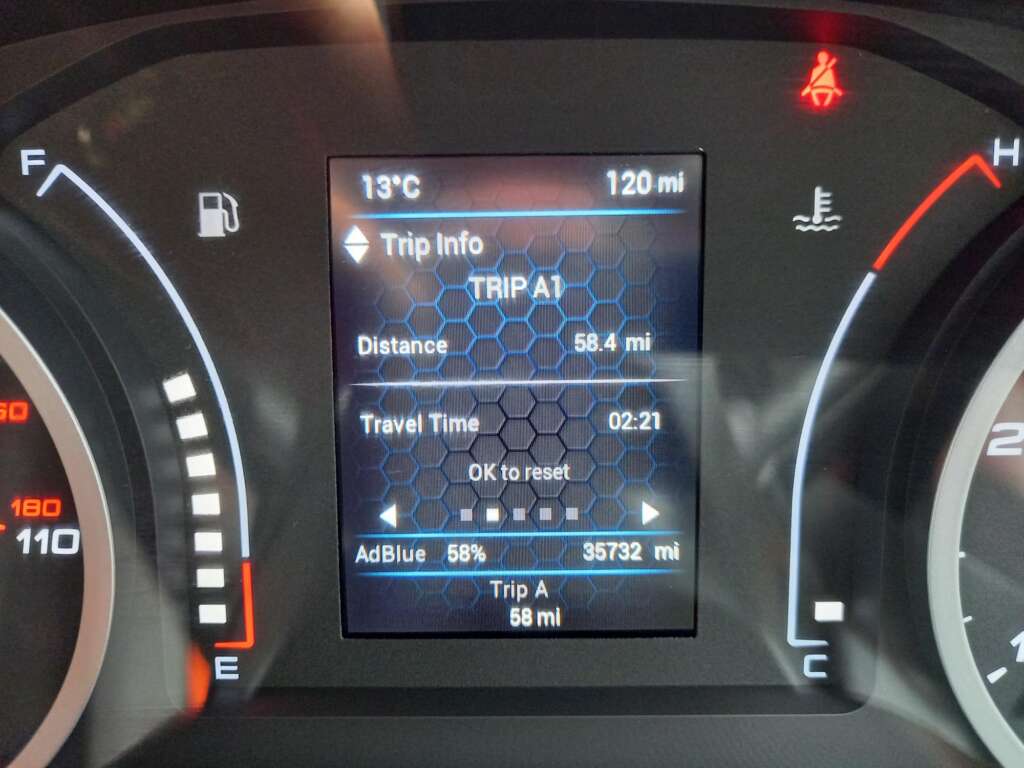 F
H
13°C 120 mi
Trip Info
TRIP A1
Distance 58.4 mi
Travel Time 02:21
OK to reset
180
110
AdBlue 58% 35732 mi
Trip A
58 mi
E
C